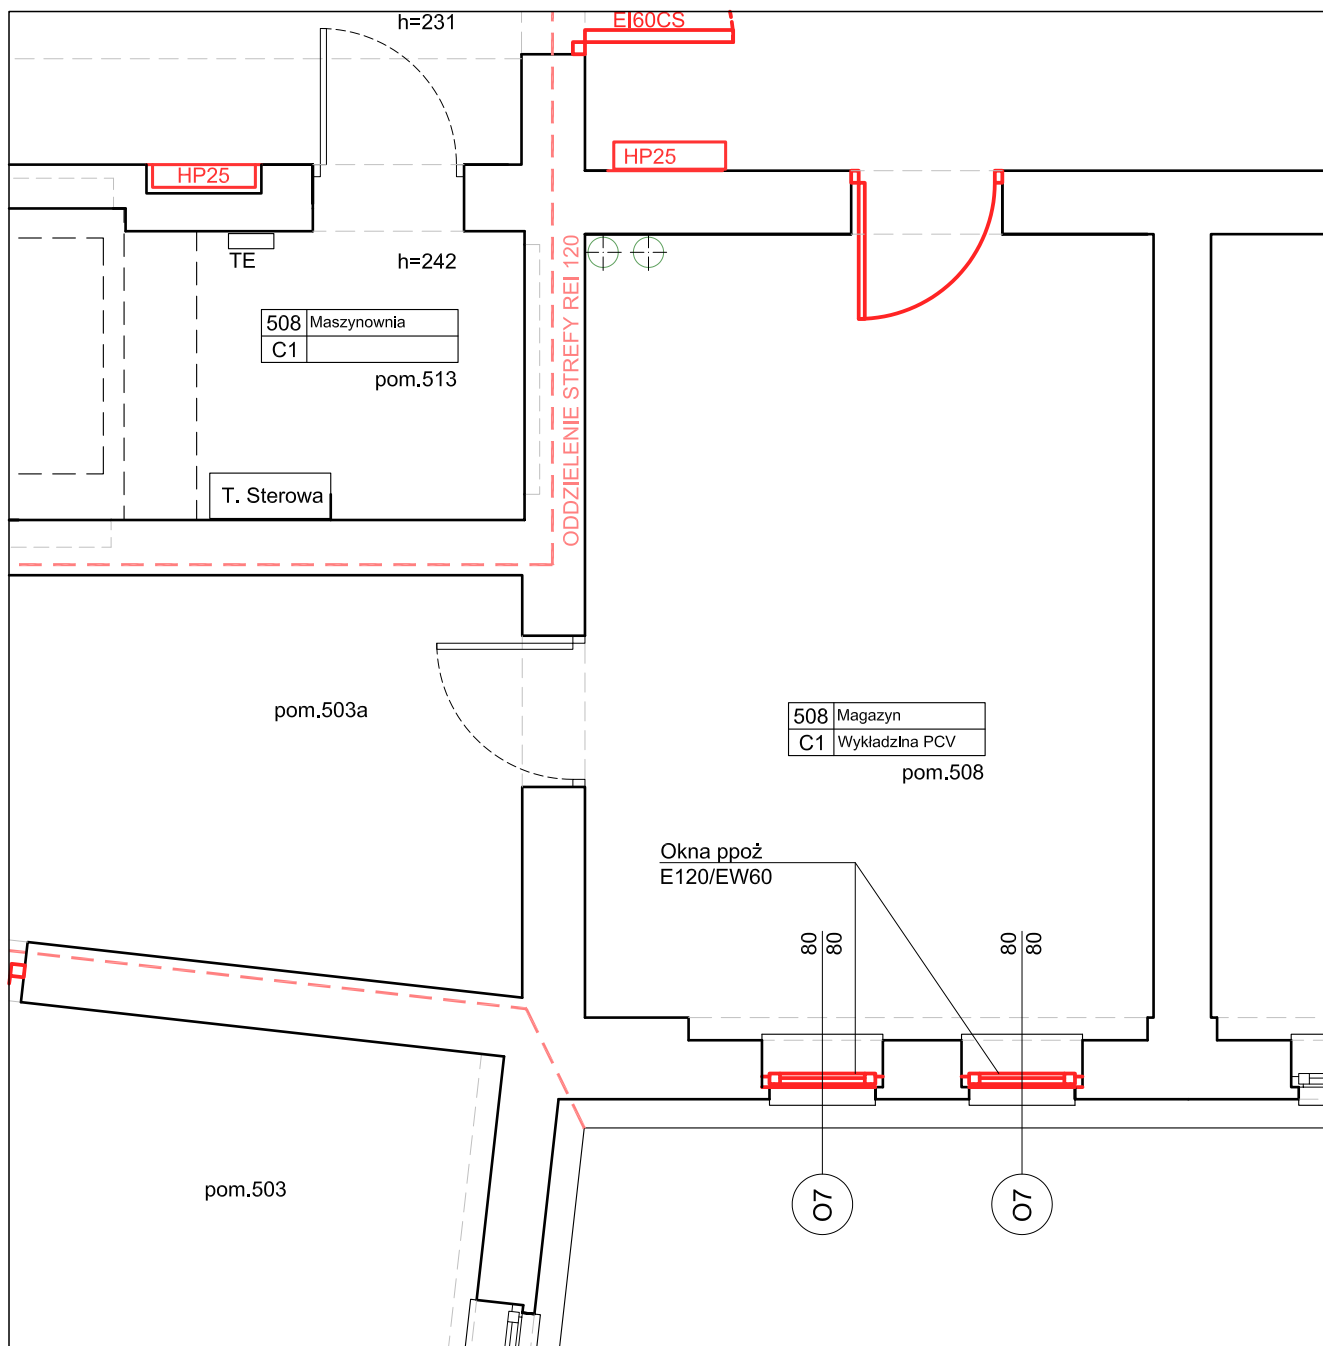 h=231
EI60CS
HP25
HP25
TE
h=242
508 Maszynownia
C1
pom.513
ODDZIELENIE STREFY REI 120
T. Sterowa
pom.503a
508 Magazyn
C1 Wykładzina PCV
pom.508
Okna ppoż
E120/EW60
80
80
80
80
pom.503
O7
O7